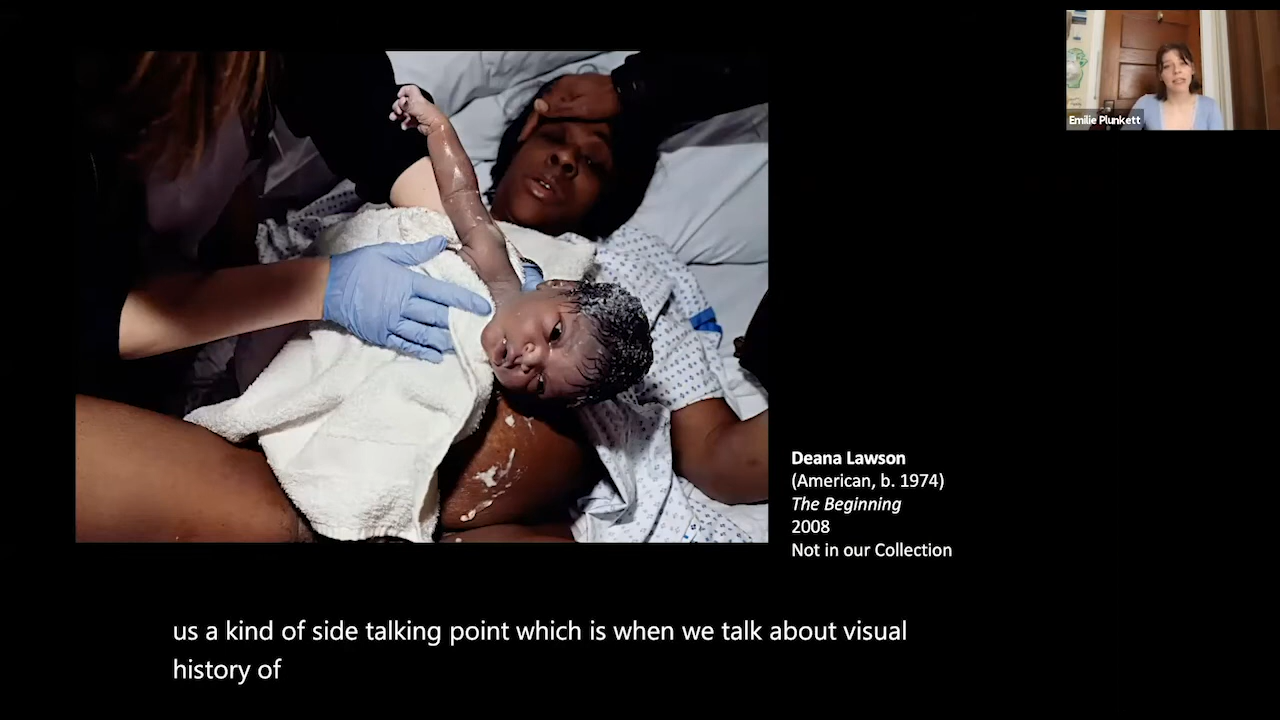 Emilie Plunkett
Deana Lawson
(American, b. 1974)
The Beginning
2008
Not in our Collection
us a kind of side talking point which is when we talk about visual
history of